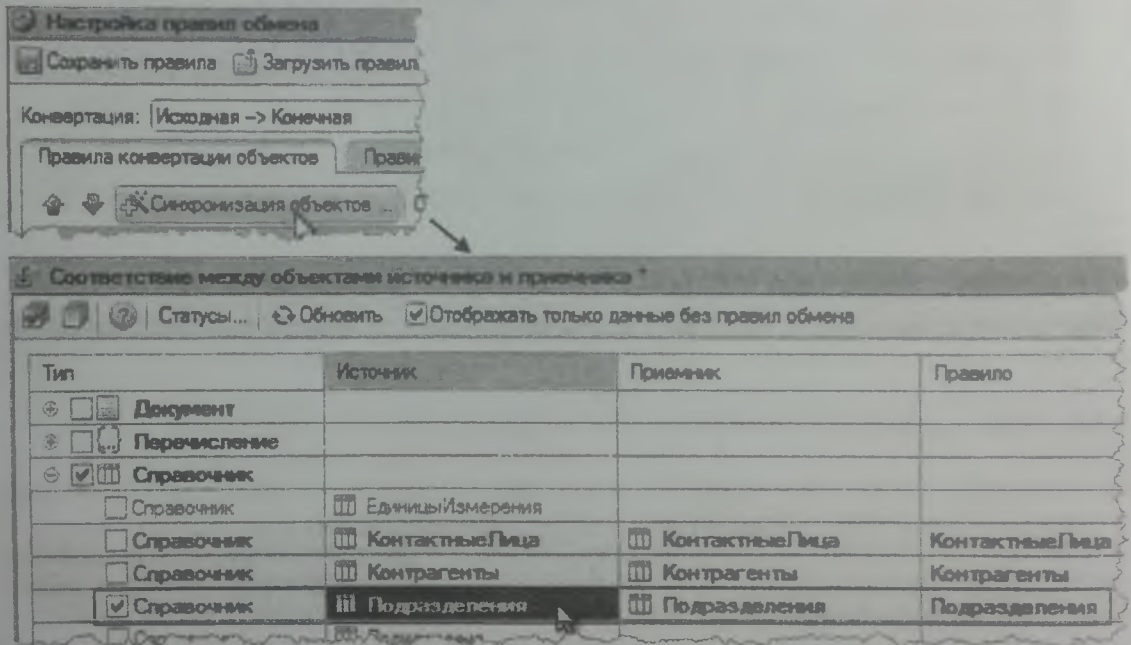 Настройка правил обмена
Сохранить правила Загрузить правил
Конвертация: Исходная –> Конечная
Правила конвертации объектов Прави
Синхронизация объектов ...
Соответствие между объектами источника и приемника *
Статусы... Обновить Отображать только данные без правил обмена
Тип Источник Приемник Правило
Документ
Перечисление
Справочник
Справочник ЕдиницыИзмерения
Справочник КонтактныеЛица КонтактныеЛица КонтактныеЛица
Справочник Контрагенты Контрагенты Контрагенты
Справочник Подразделения Подразделения Подразделения